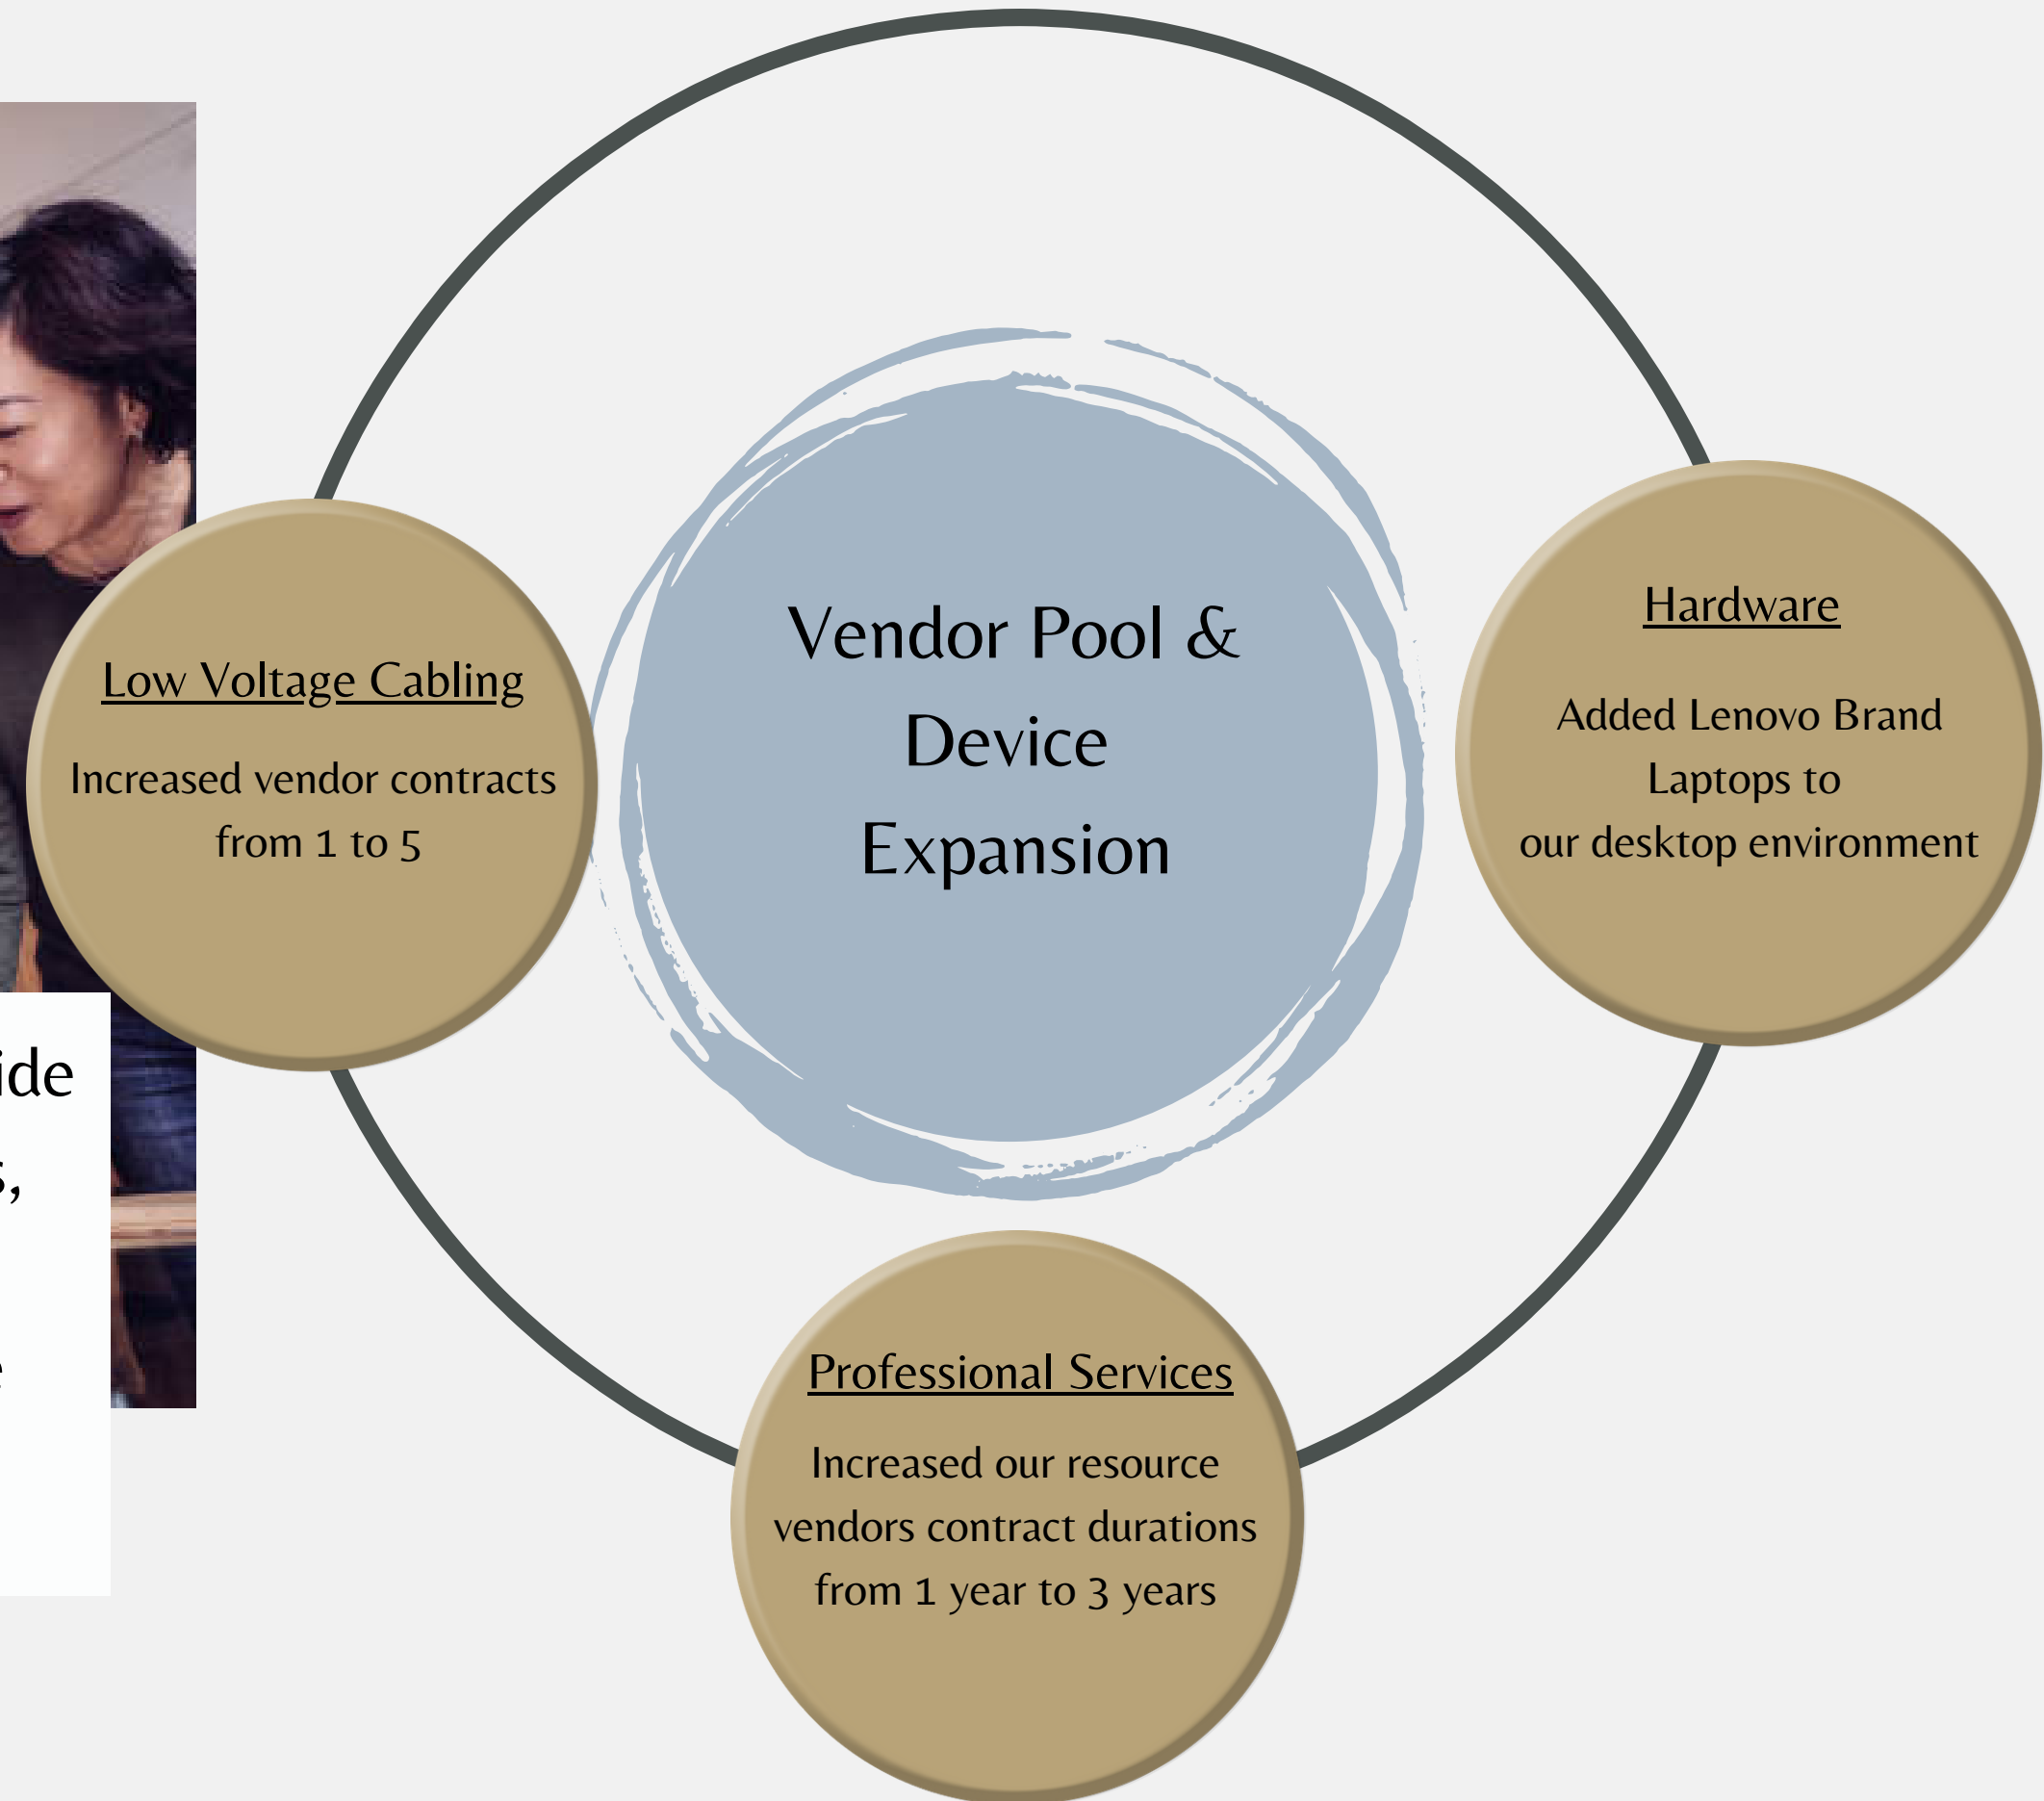 Vendor Pool &
Device
Expansion
Low Voltage Cabling
Increased vendor contracts
from 1 to 5
Hardware
Added Lenovo Brand
Laptops to
our desktop environment
Professional Services
Increased our resource
vendors contract durations
from 1 year to 3 years